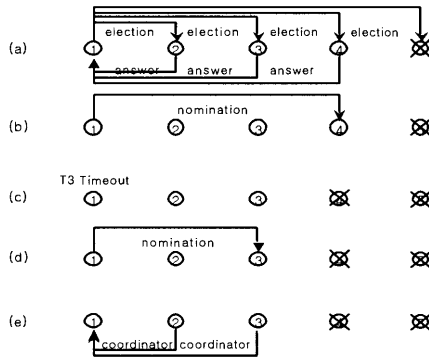 election election election election
(a) 1 2 3 4
answer answer answer
nomination
(b) 1 2 3 4
T3 Timeout
(c) 1 2 3
nomination
(d) 1 2 3
(e) 1 2 3
coordinator coordinator